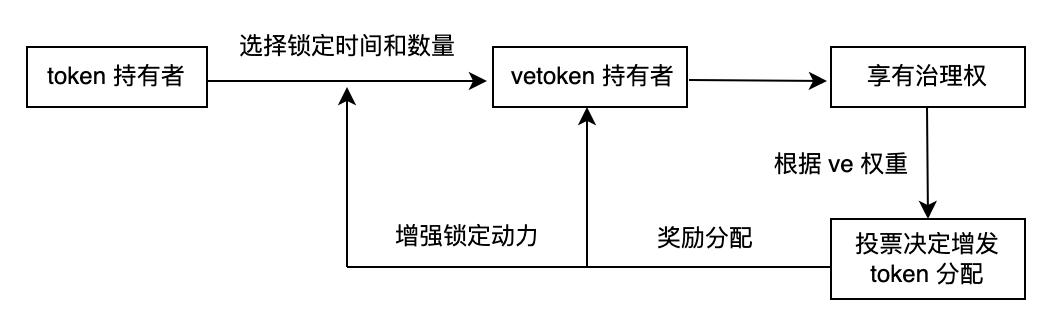 选择锁定时间和数量
token 持有者
vetoken 持有者
享有治理权
根据 ve 权重
增强锁定动力
奖励分配
投票决定增发
token 分配